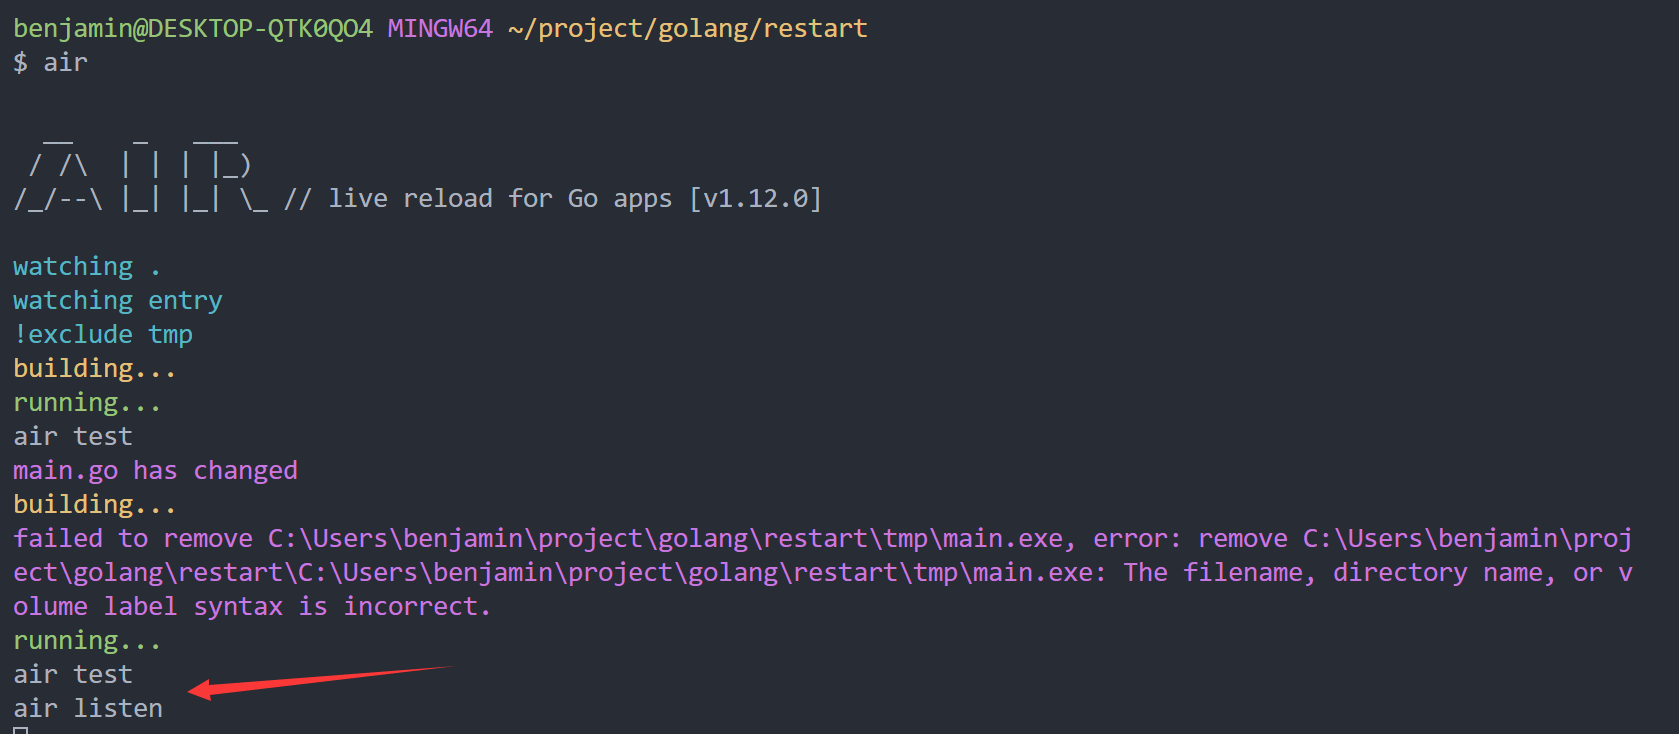 benjamin@DESKTOP-QTK0QO4 MINGW64 ~/project/golang/restart
$ air
  __    _   ___
 / /\  | | | |_)
/_/--\ |_| |_| \_ // live reload for Go apps [v1.12.0]
watching .
watching entry
!exclude tmp
building...
running...
air test
main.go has changed
building...
failed to remove C:\Users\benjamin\project\golang\restart\tmp\main.exe, error: remove C:\Users\benjamin\proj
ect\golang\restart\C:\Users\benjamin\project\golang\restart\tmp\main.exe: The filename, directory name, or v
olume label syntax is incorrect.
running...
air test
air listen